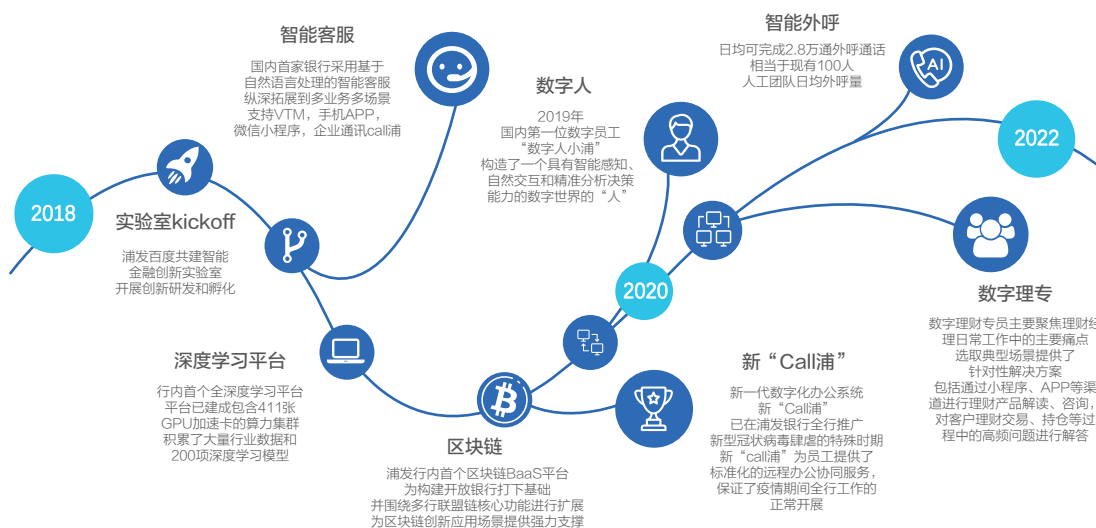 智能客服
国内首家银行采用基于
自然语言处理的智能客服
纵深拓展到多业务多场景
支持VTM，手机APP，
微信小程序，企业通讯call浦
数字人
2019年
国内第一位数字员工
“数字人小浦”
构造了一个具有智能感知、
自然交互和精准分析决策
能力的数字世界的“人”
智能外呼
日均可完成2.8万通外呼通话
相当于现有100人
人工团队日均外呼量
AI
2022
2018
实验室kickoff
浦发百度共建智能
金融创新实验室
开展创新研发和孵化
2020
数字理专
数字理财专员主要聚焦理财经
理日常工作中的主要痛点
选取典型场景提供了
针对性解决方案
包括通过小程序、APP等渠
道进行理财产品解读、咨询，
对客户理财交易、持仓等过
程中的高频问题进行解答
深度学习平台
行内首个全深度学习平台
平台已建成包含411张
GPU加速卡的算力集群
积累了大量行业数据和
200项深度学习模型
区块链
浦发行内首个区块链BaaS平台
为构建开放银行打下基础
并围绕多行联盟链核心功能进行扩展
为区块链创新应用场景提供强力支撑
新“Call浦”
新一代数字化办公系统
新“Call浦”
已在浦发银行全行推广
新型冠状病毒肆虐的特殊时期
新“call浦”为员工提供了
标准化的远程办公协同服务，
保证了疫情期间全行工作的
正常开展